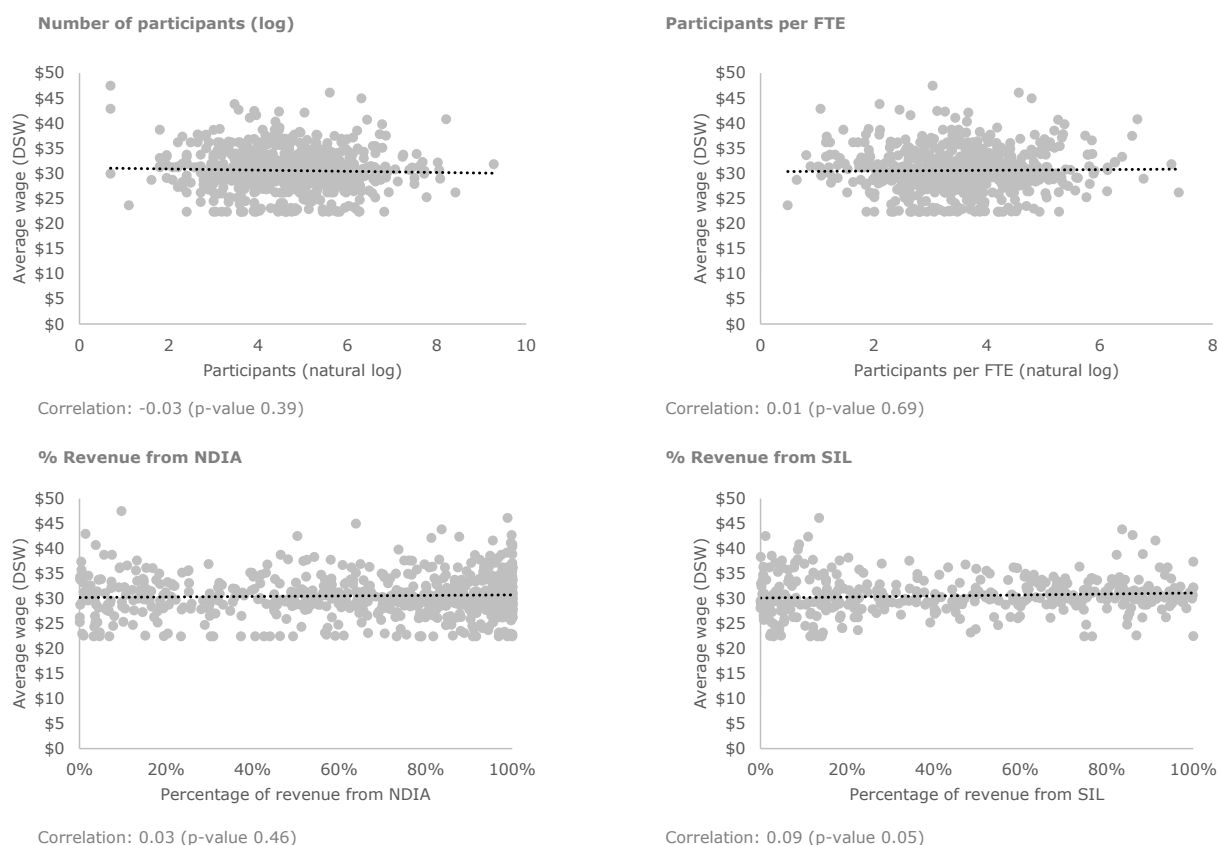 Number of participants (log)
Average wage (DSW)
$50
$45
$40
$35
$30
$25
$20
$15
$10
$5
$0
0 2 4 6 8 10
Participants (natural log)
Correlation: -0.03 (p-value 0.39)
Participants per FTE
Average wage (DSW)
$50
$45
$40
$35
$30
$25
$20
$15
$10
$5
$0
0 2 4 6 8
Participants per FTE (natural log)
Correlation: 0.01 (p-value 0.69)
% Revenue from NDIA
Average wage (DSW)
$50
$45
$40
$35
$30
$25
$20
$15
$10
$5
$0
0% 20% 40% 60% 80% 100%
Percentage of revenue from NDIA
Correlation: 0.03 (p-value 0.46)
% Revenue from SIL
Average wage (DSW)
$50
$45
$40
$35
$30
$25
$20
$15
$10
$5
$0
0% 20% 40% 60% 80% 100%
Percentage of revenue from SIL
Correlation: 0.09 (p-value 0.05)